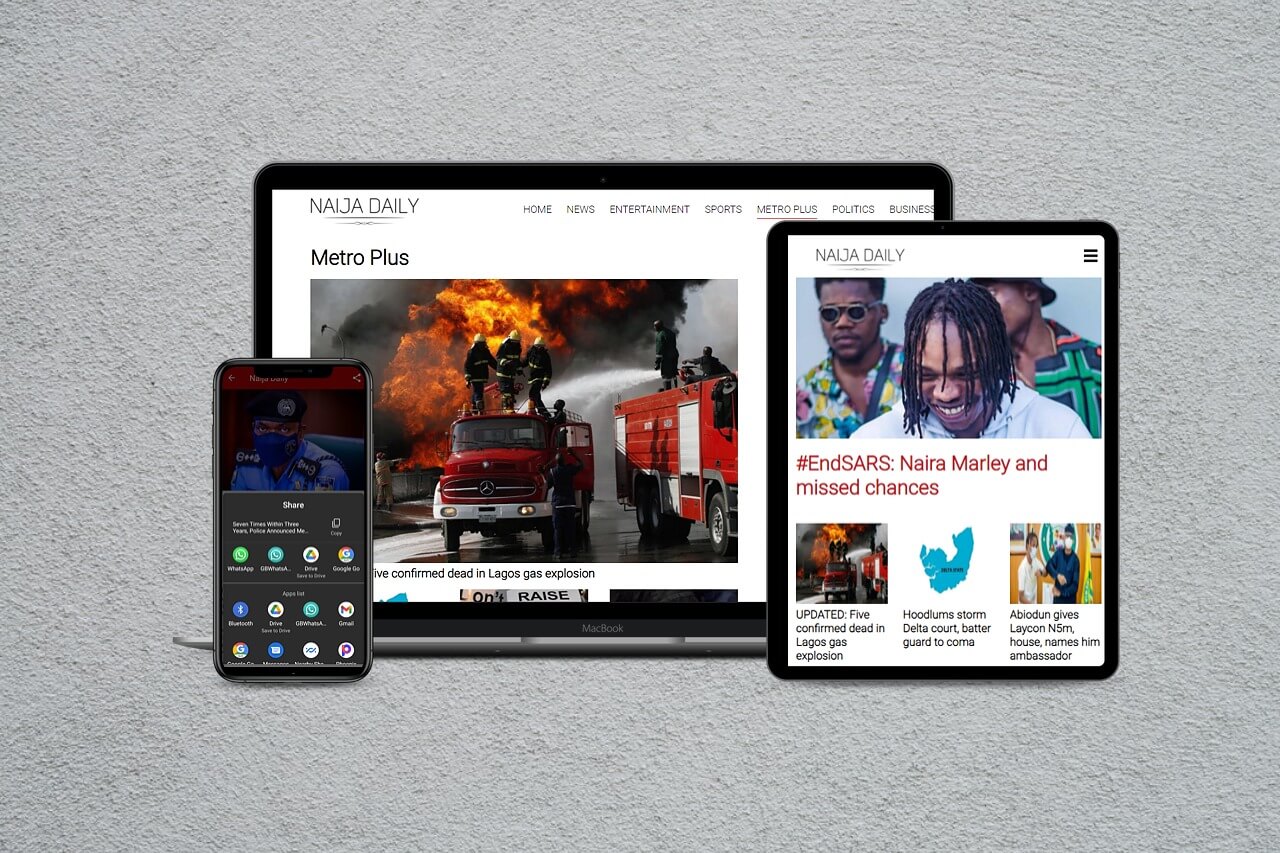 NAIJA DAILY
HOME NEWS ENTERTAINMENT SPORTS METRO PLUS POLITICS BUSINESS
Metro Plus
ive confirmed dead in Lagos gas explosion
On't RAISE
MacBook
NAIJA DAILY
#EndSARS: Naira Marley and
missed chances
UPDATED: Five
confirmed dead in
Lagos gas
explosion
DELTA STATE
Hoodlums storm
Delta court, batter
guard to coma
Abiodun gives
Laycon N5m,
house, names him
ambassador
Naija Daily
Share
Seven Times Within Three
Years, Police Announced Me...
Copy
WhatsApp GBWhatsA... Drive Google Go
Save to Drive
Apps list
Bluetooth Drive GBWhatsA... Gmail
Save to Drive
Google Go Messages Nearby Sha Phoenix